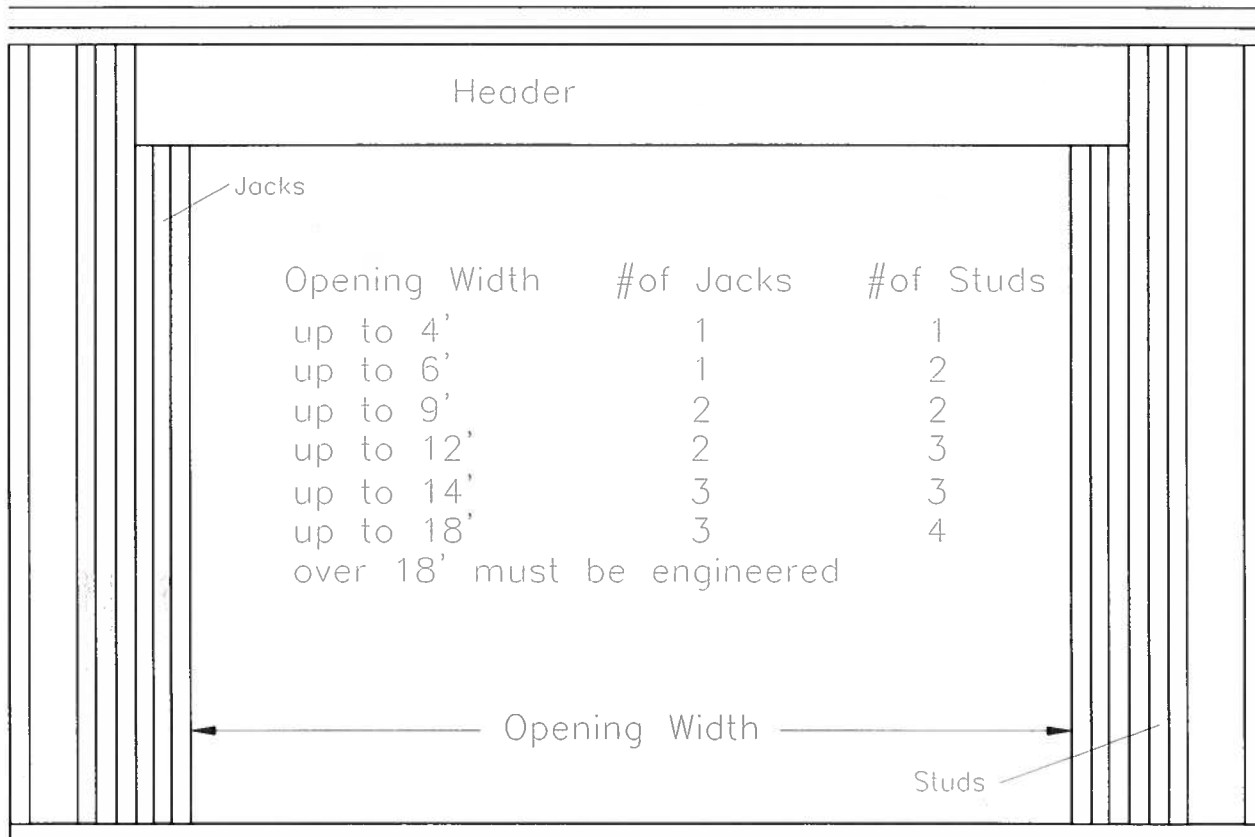 Header
Jacks
Opening Width #of Jacks #of Studs
up to 4' 1 1
up to 6' 1 2
up to 9' 2 2
up to 12' 2 3
up to 14' 3 3
up to 18' 3 4
over 18' must be engineered
Opening Width
Studs